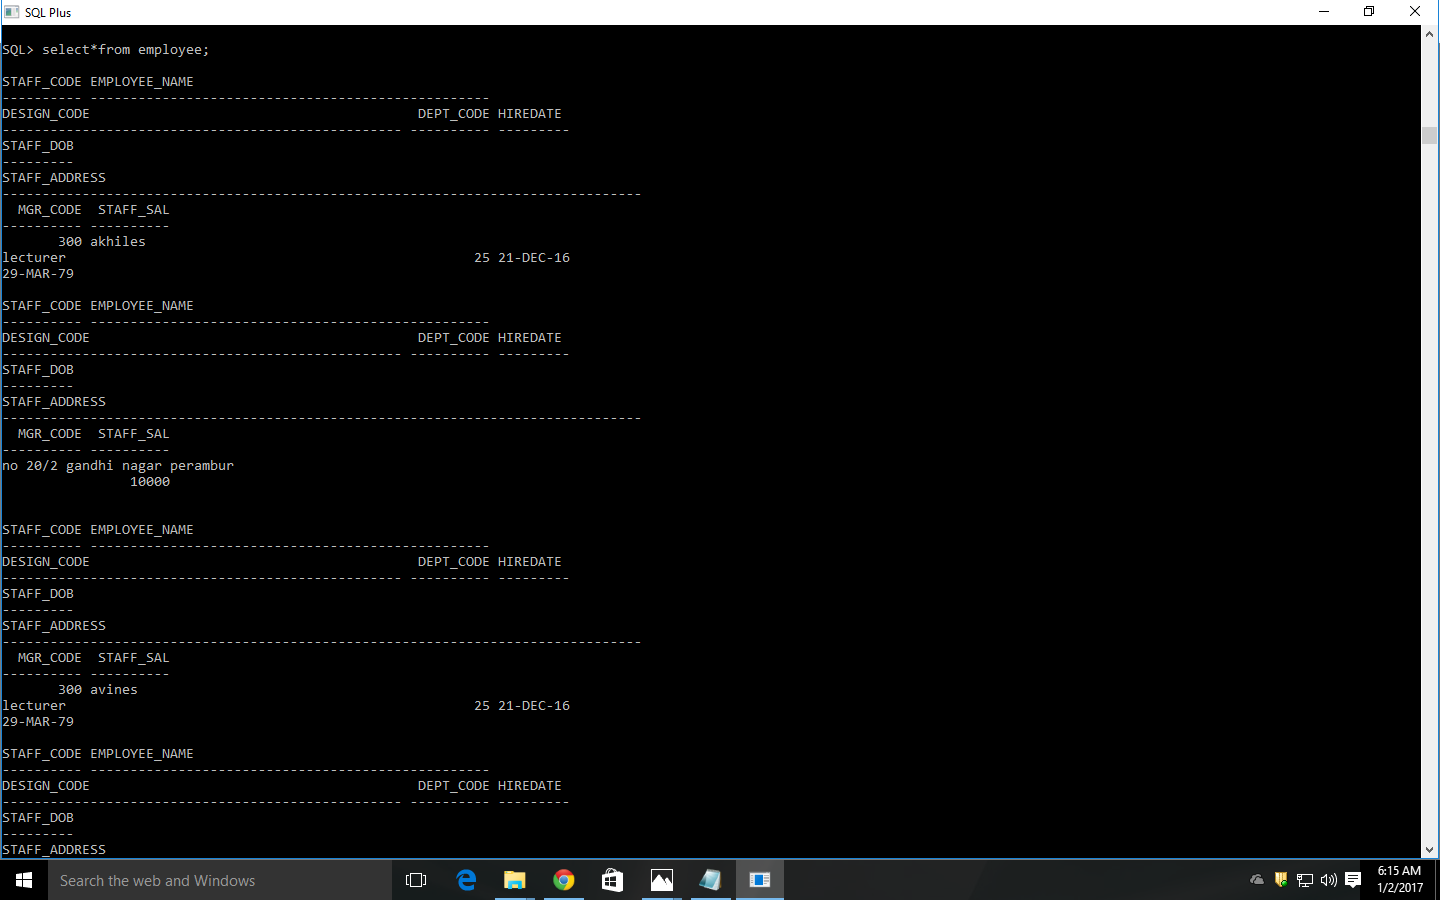 SQL Plus
SQL> select*from employee;
STAFF_CODE EMPLOYEE_NAME
---------- --------------------------------------------------
DESIGN_CODE                                         DEPT_CODE HIREDATE
-------------------------------------------------- ---------- ---------
STAFF_DOB
---------
STAFF_ADDRESS
--------------------------------------------------------------------------------
  MGR_CODE  STAFF_SAL
---------- ----------
       300 akhiles
lecturer                                                   25 21-DEC-16
29-MAR-79
STAFF_CODE EMPLOYEE_NAME
---------- --------------------------------------------------
DESIGN_CODE                                         DEPT_CODE HIREDATE
-------------------------------------------------- ---------- ---------
STAFF_DOB
---------
STAFF_ADDRESS
--------------------------------------------------------------------------------
  MGR_CODE  STAFF_SAL
---------- ----------
no 20/2 gandhi nagar perambur
                10000
STAFF_CODE EMPLOYEE_NAME
---------- --------------------------------------------------
DESIGN_CODE                                         DEPT_CODE HIREDATE
-------------------------------------------------- ---------- ---------
STAFF_DOB
---------
STAFF_ADDRESS
--------------------------------------------------------------------------------
  MGR_CODE  STAFF_SAL
---------- ----------
       300 avines
lecturer                                                   25 21-DEC-16
29-MAR-79
STAFF_CODE EMPLOYEE_NAME
---------- --------------------------------------------------
DESIGN_CODE                                         DEPT_CODE HIREDATE
-------------------------------------------------- ---------- ---------
STAFF_DOB
---------
STAFF_ADDRESS
Search the web and Windows
6:15 AM
1/2/2017